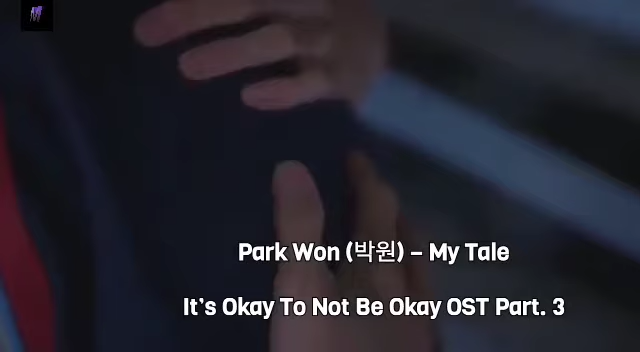 Park Won (박원) – My Tale
It's Okay To Not Be Okay OST Part. 3